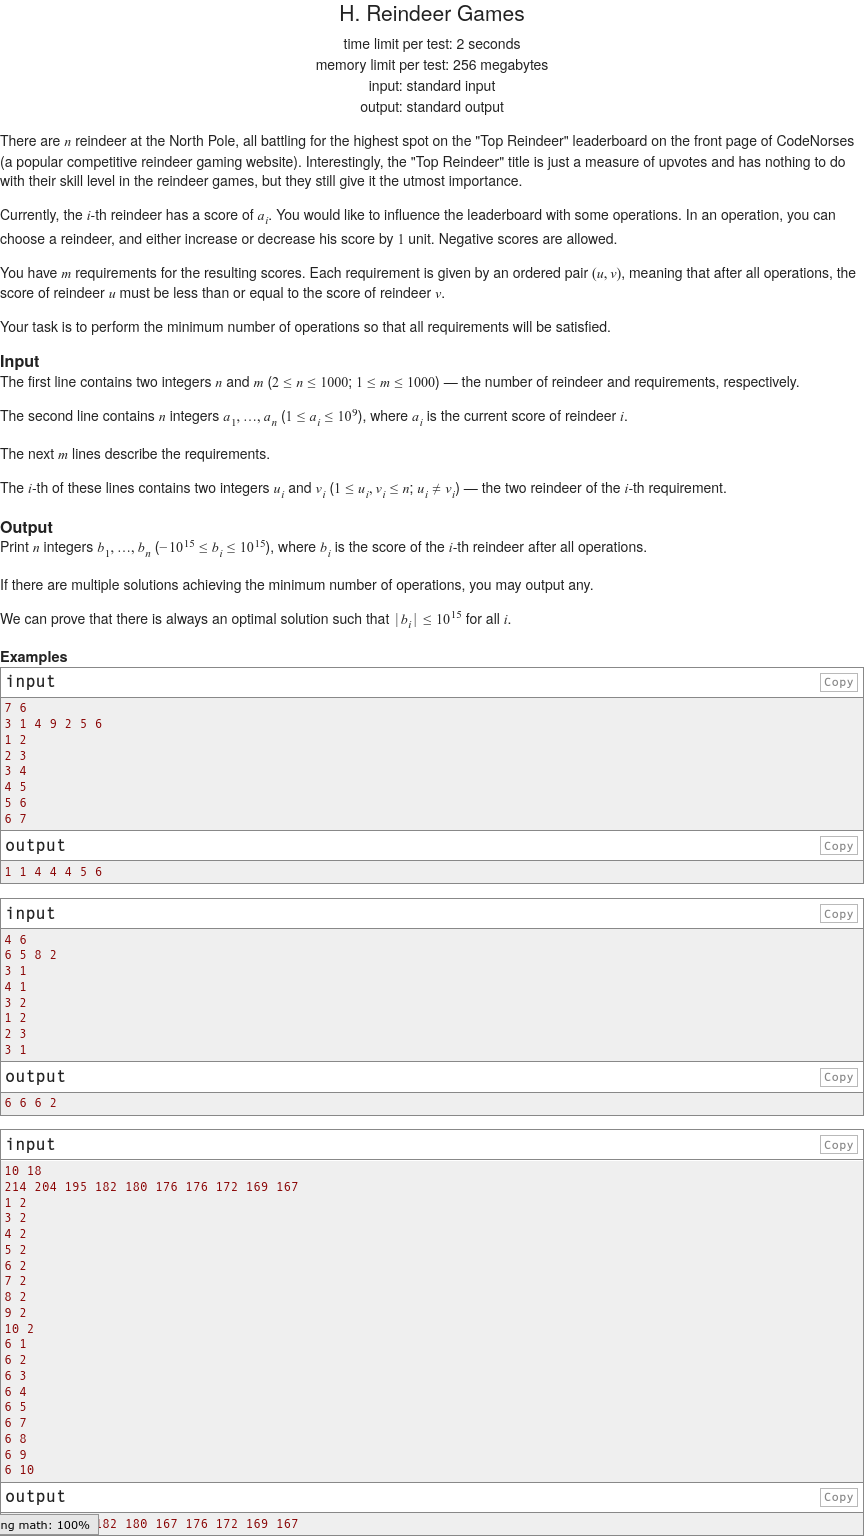 H. Reindeer Games
time limit per test: 2 seconds
memory limit per test: 256 megabytes
input: standard input
output: standard output
There are n reindeer at the North Pole, all battling for the highest spot on the "Top Reindeer" leaderboard on the front page of CodeNorses
(a popular competitive reindeer gaming website). Interestingly, the "Top Reindeer" title is just a measure of upvotes and has nothing to do
with their skill level in the reindeer games, but they still give it the utmost importance.
Currently, the i-th reindeer has a score of a_i. You would like to influence the leaderboard with some operations. In an operation, you can
choose a reindeer, and either increase or decrease his score by 1 unit. Negative scores are allowed.
You have m requirements for the resulting scores. Each requirement is given by an ordered pair (u, v), meaning that after all operations, the
score of reindeer u must be less than or equal to the score of reindeer v.
Your task is to perform the minimum number of operations so that all requirements will be satisfied.
Input
The first line contains two integers n and m (2 ≤ n ≤ 1000; 1 ≤ m ≤ 1000) — the number of reindeer and requirements, respectively.
The second line contains n integers a_1, …, a_n (1 ≤ a_i ≤ 10^9), where a_i is the current score of reindeer i.
The next m lines describe the requirements.
The i-th of these lines contains two integers u_i and v_i (1 ≤ u_i, v_i ≤ n; u_i ≠ v_i) — the two reindeer of the i-th requirement.
Output
Print n integers b_1, …, b_n (−10^15 ≤ b_i ≤ 10^15), where b_i is the score of the i-th reindeer after all operations.
If there are multiple solutions achieving the minimum number of operations, you may output any.
We can prove that there is always an optimal solution such that |b_i| ≤ 10^15 for all i.
Examples
input Copy
7 6
3 1 4 9 2 5 6
1 2
2 3
3 4
4 5
5 6
6 7
output Copy
1 1 4 4 4 5 6
input Copy
4 6
6 5 8 2
3 1
4 1
3 2
1 2
2 3
3 1
output Copy
6 6 6 2
input Copy
10 18
214 204 195 182 180 176 176 172 169 167
1 2
3 2
4 2
5 2
6 2
7 2
8 2
9 2
10 2
6 1
6 2
6 3
6 4
6 5
6 7
6 8
6 9
6 10
output Copy
ng math: 100% 182 180 167 176 172 169 167